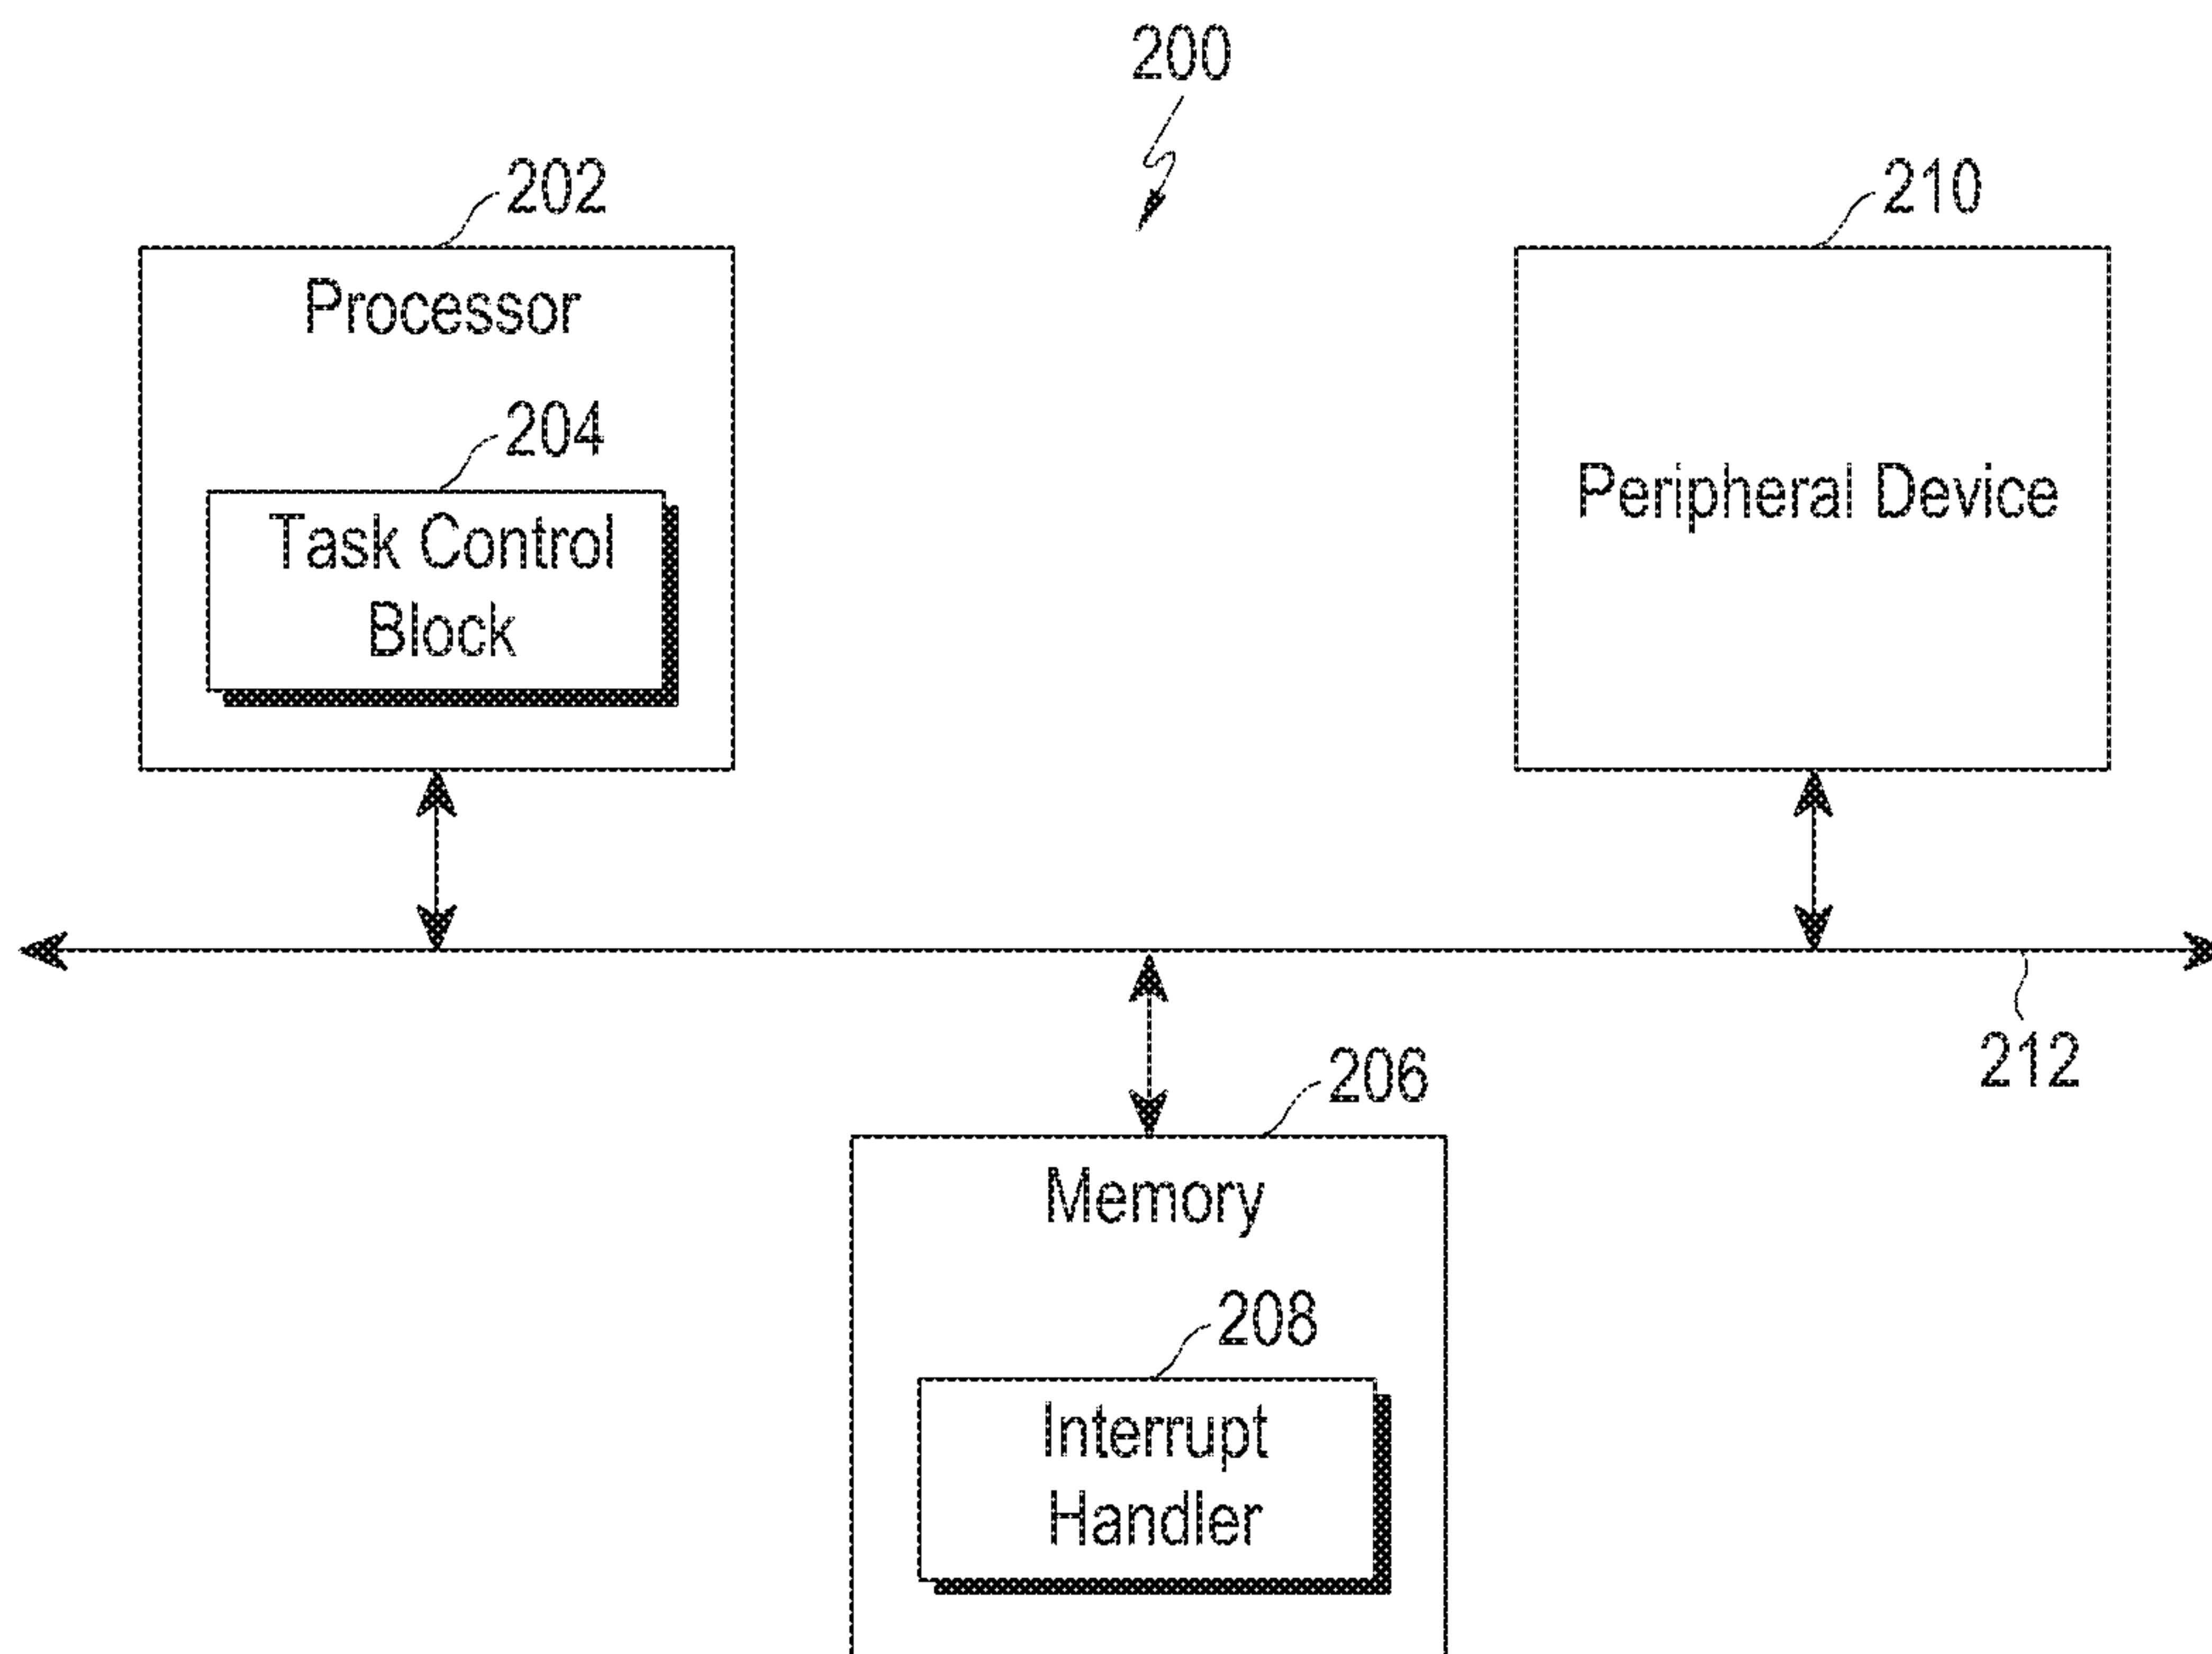 200
202
210
Processor
204
Task Control
Block
Peripheral Device
212
206
Memory
208
Interrupt
Handler